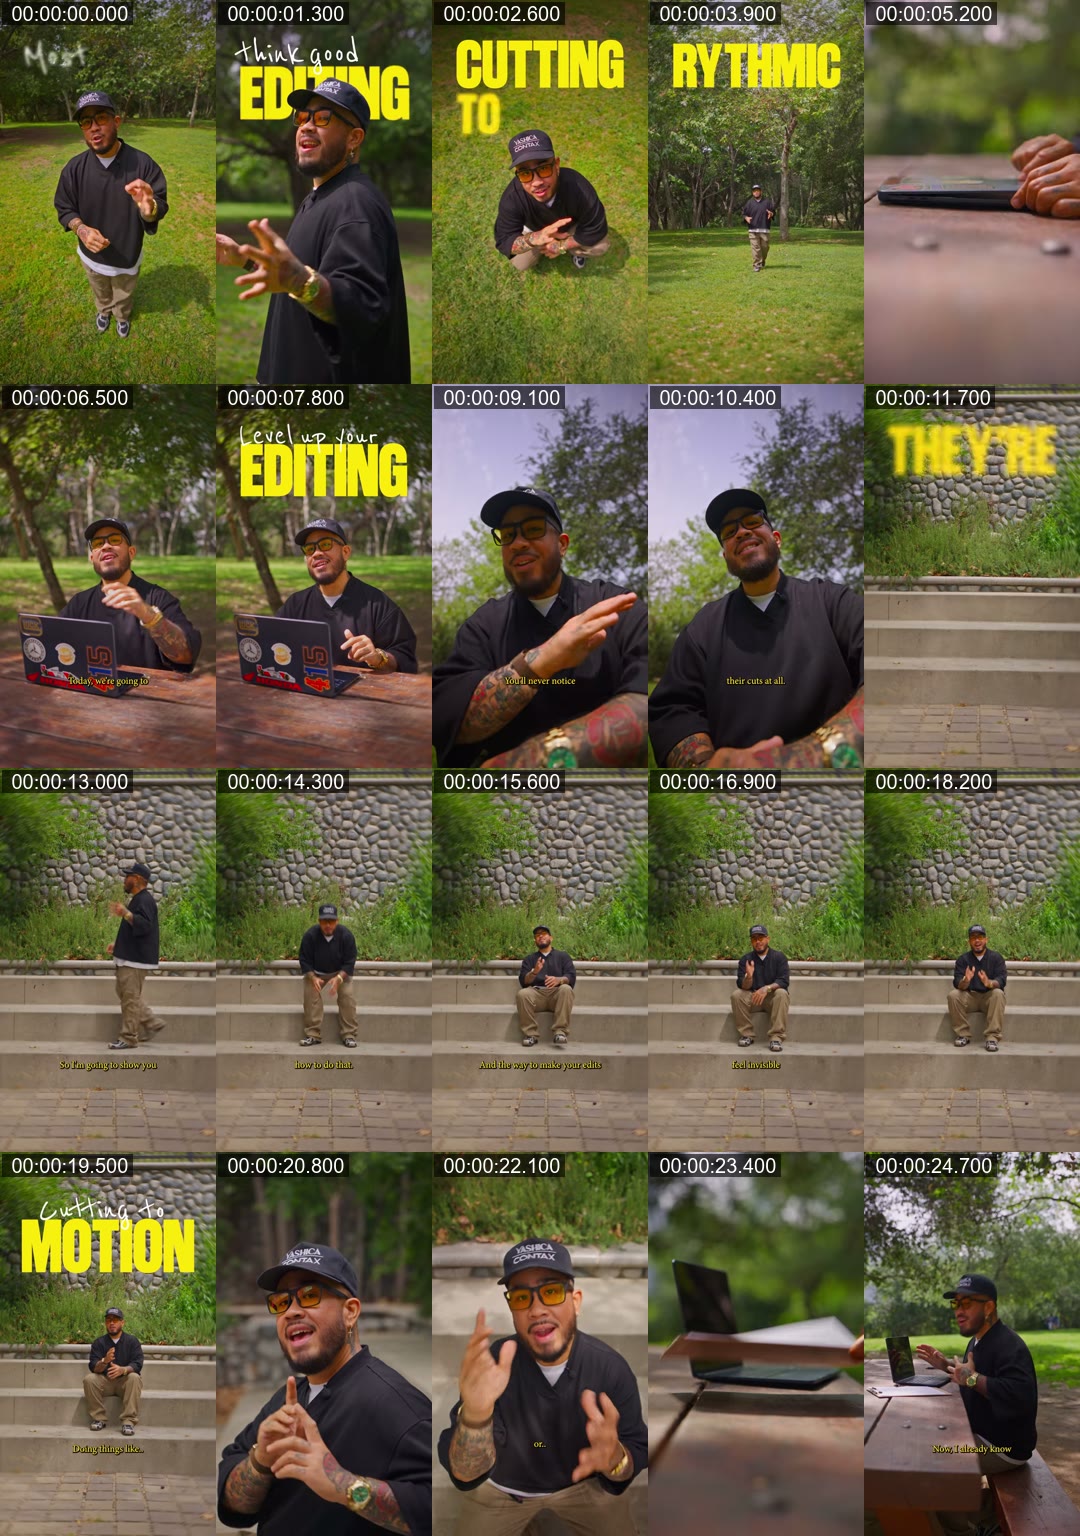 00:00:00.000
Most
00:00:01.300
think good
EDITING
00:00:02.600
CUTTING
TO
YASHICA
CONTAX
00:00:03.900
RYTHMIC
00:00:05.200
00:00:06.500
Today, we're going to
00:00:07.800
Level up your
EDITING
00:00:09.100
You'll never notice
00:00:10.400
their cuts at all.
00:00:11.700
THEY'RE
00:00:13.000
So I'm going to show you
00:00:14.300
how to do that.
00:00:15.600
And the way to make your edits
00:00:16.900
feel invisible
00:00:18.200
00:00:19.500
Cutting to
MOTION
Doing things like..
00:00:20.800
YASHICA
CONTAX
00:00:22.100
YASHICA
CONTAX
or..
00:00:23.400
00:00:24.700
Now, I already know